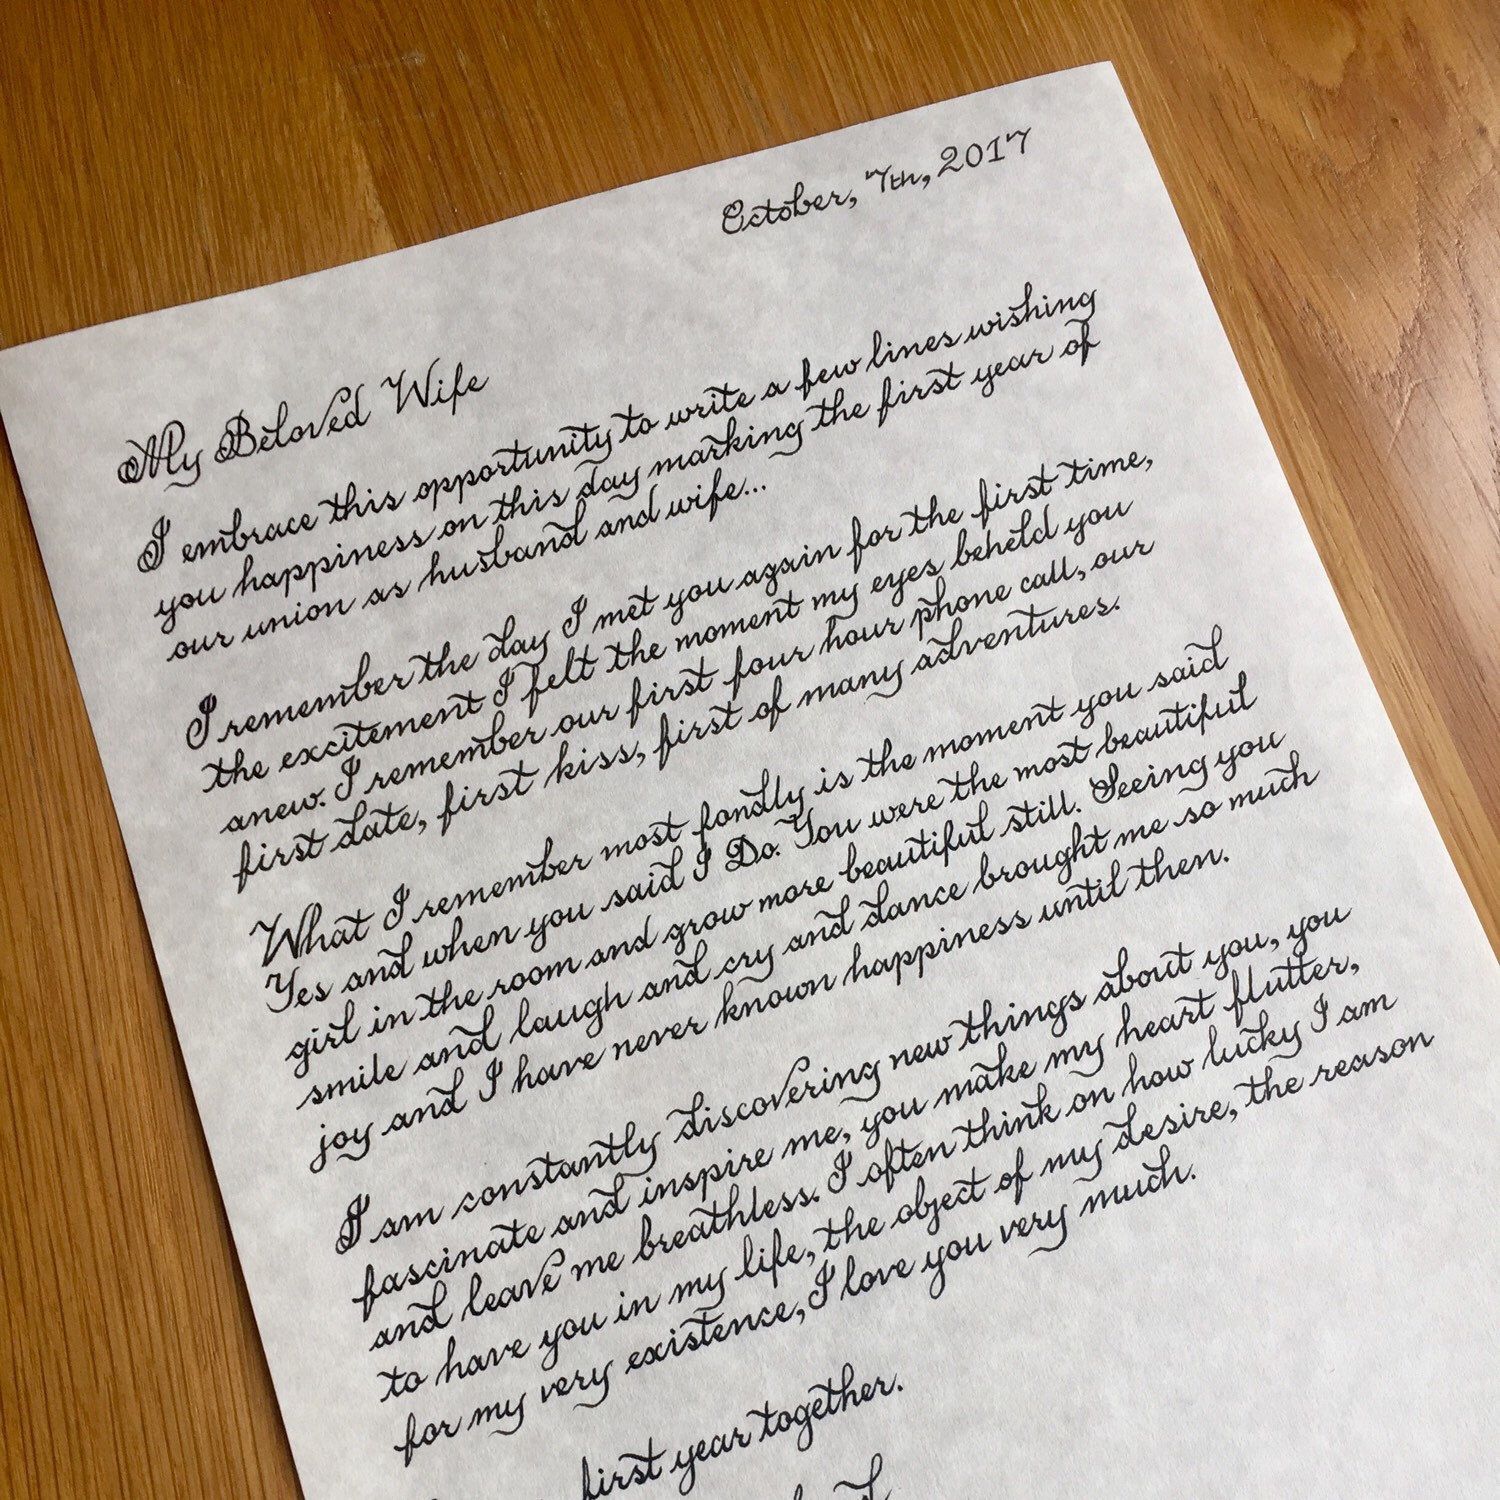 October, 7th, 2017
My Beloved Wife
I embrace this opportunity to write a few lines wishing
you happiness on this day marking the first year of
our union as husband and wife...
I remember the day I met you again for the first time,
the excitement I felt the moment my eyes beheld you
anew. I remember our first four hour phone call, our
first date, first kiss, first of many adventures.
What I remember most fondly is the moment you said
Yes and when you said I Do. You were the most beautiful
girl in the room and grow more beautiful still. Seeing you
smile and laugh and cry and dance brought me so much
joy and I have never known happiness until then.
I am constantly discovering new things about you, you
fascinate and inspire me, you make my heart flutter,
and leave me breathless. I often think on how lucky I am
to have you in my life, the object of my desire, the reason
for my very existence, I love you very much.
first year together.